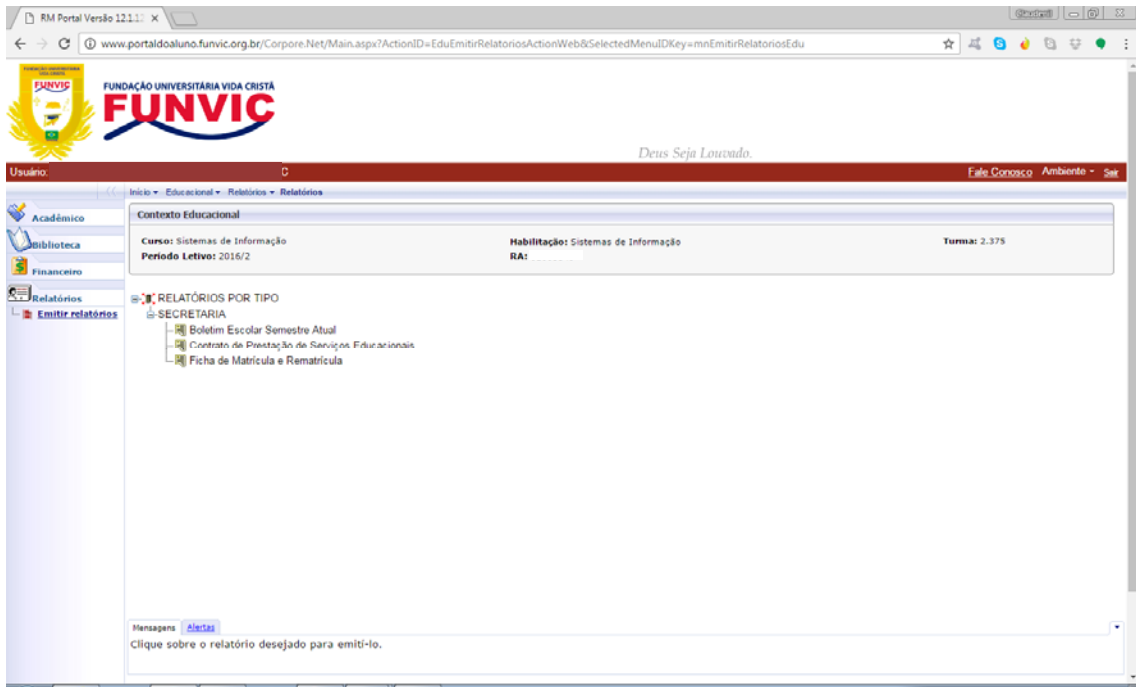 RM Portal Versão 12.1.12
www.portaldoaluno.funvic.org.br/Corpore.Net/Main.aspx?ActionID=EduEmitirRelatoriosActionWeb&SelectedMenuIDKey=mnEmitirRelatoriosEdu
FUNVIC
FUNDAÇÃO UNIVERSITÁRIA VIDA CRISTÃ
FUNVIC
Deus Seja Louvado.
Usuário:
Fale Conosco Ambiente Sair
Início Educacional Relatórios Relatórios
Acadêmico
Biblioteca
Financeiro
Relatórios
Emitir relatórios
Contexto Educacional
Curso: Sistemas de Informação Habilitação: Sistemas de Informação Turma: 2.375
Período Letivo: 2016/2 RA:
RELATÓRIOS POR TIPO
SECRETARIA
Boletim Escolar Semestre Atual
Contrato de Prestação de Serviços Educacionais
Ficha de Matrícula e Rematrícula
Mensagens Alertas
Clique sobre o relatório desejado para emití-lo.